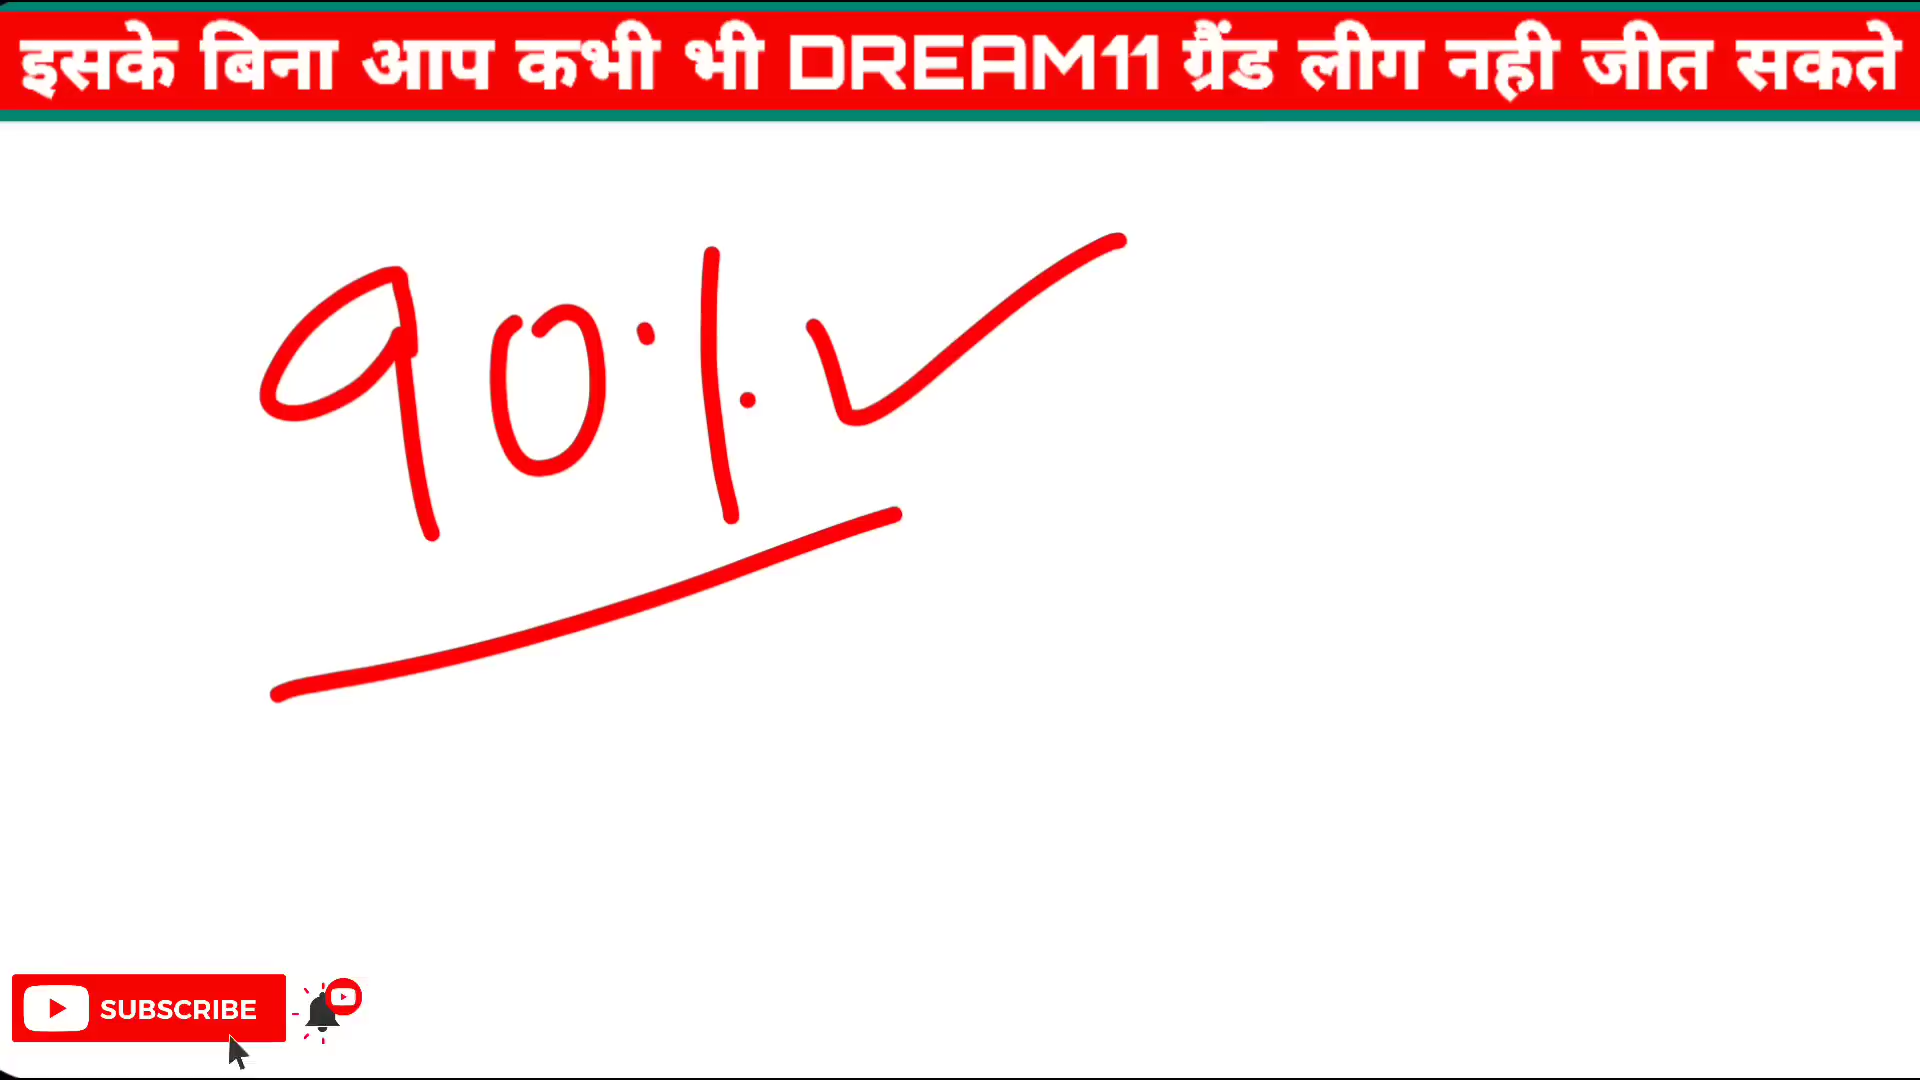 इसके बिना आप कभी भी DREAM11 ग्रैंड लीग नही जीत सकते
90%
SUBSCRIBE